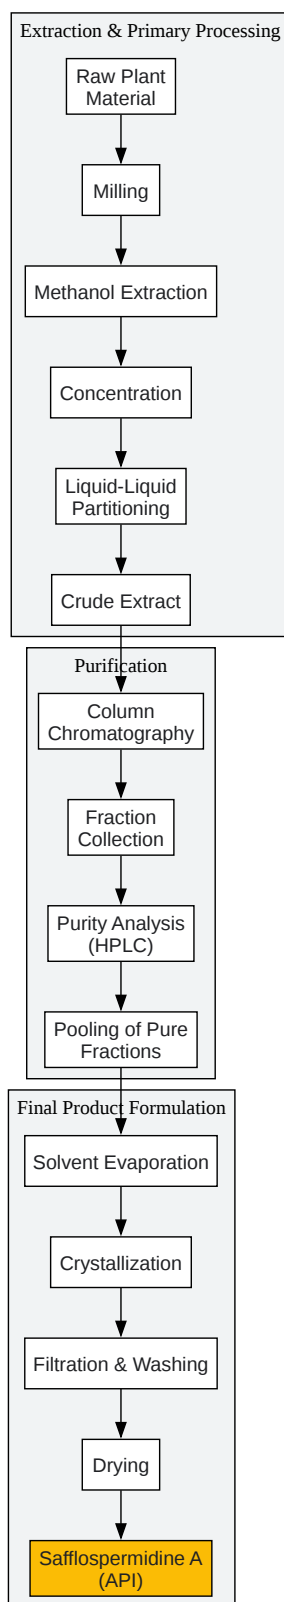 Extraction & Primary Processing
Raw Plant
Material
Milling
Methanol Extraction
Concentration
Liquid-Liquid
Partitioning
Crude Extract
Purification
Column
Chromatography
Fraction
Collection
Purity Analysis
(HPLC)
Pooling of Pure
Fractions
Final Product Formulation
Solvent Evaporation
Crystallization
Filtration & Washing
Drying
Safflospermidine A
(API)